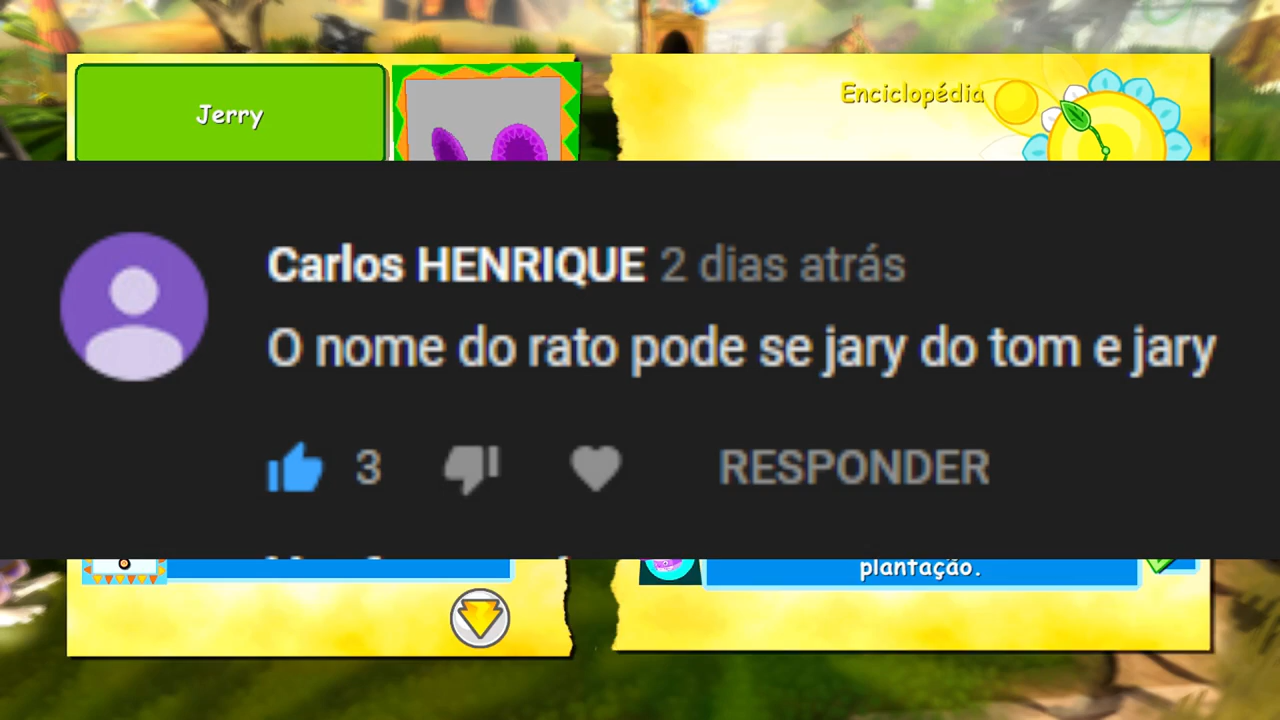 Jerry
Enciclopédia
Carlos HENRIQUE 2 dias atrás
O nome do rato pode se jary do tom e jary
3 RESPONDER
plantação.